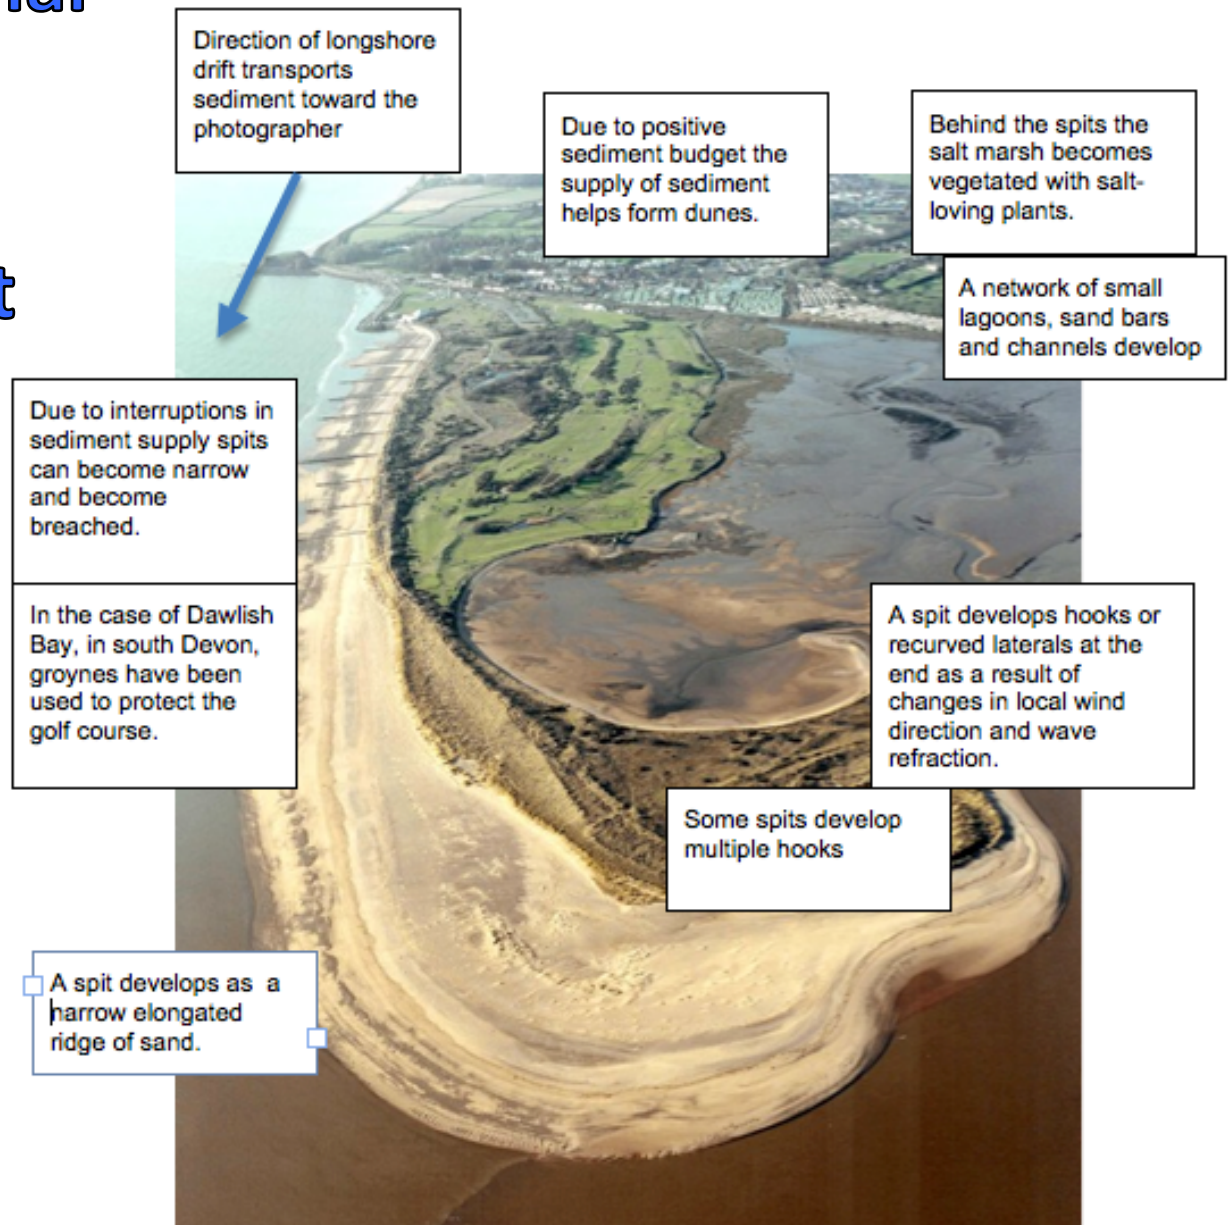 Direction of longshore
drift transports
sediment toward the
photographer
Due to positive
sediment budget the
supply of sediment
helps form dunes.
Behind the spits the
salt marsh becomes
vegetated with salt-
loving plants.
A network of small
lagoons, sand bars
and channels develop
Due to interruptions in
sediment supply spits
can become narrow
and become
breached.
In the case of Dawlish
Bay, in south Devon,
groynes have been
used to protect the
golf course.
A spit develops hooks or
recurved laterals at the
end as a result of
changes in local wind
direction and wave
refraction.
Some spits develop
multiple hooks
A spit develops as  a
narrow elongated
ridge of sand.